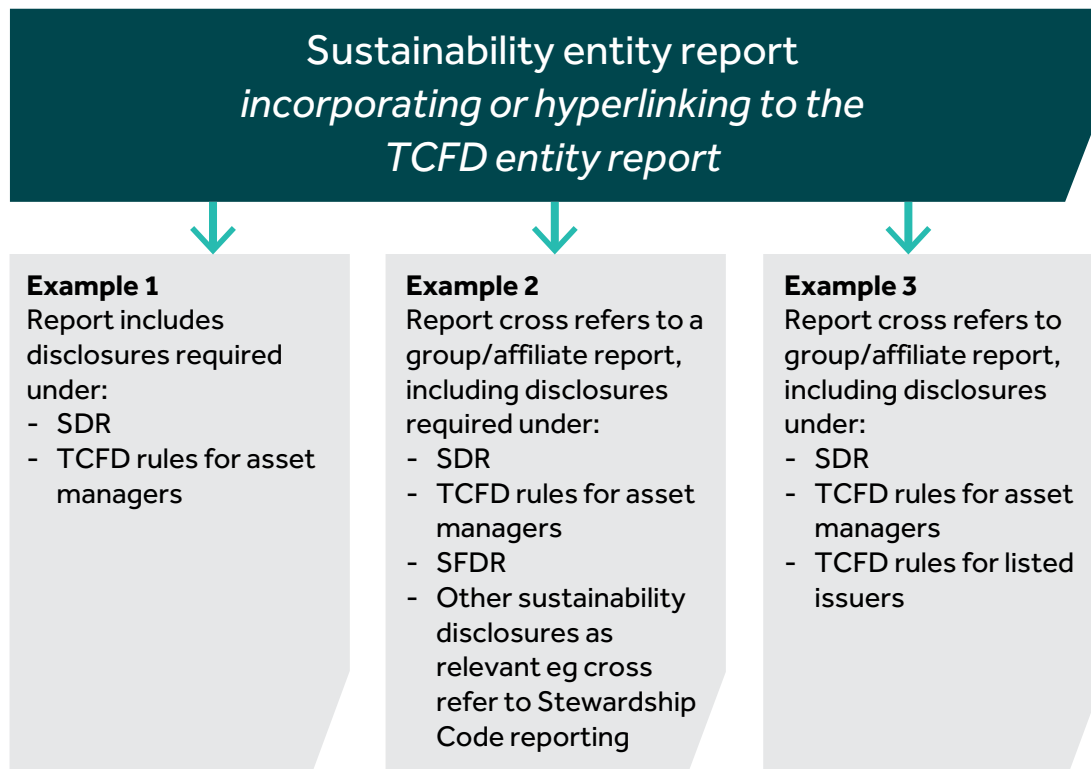 Sustainability entity report
incorporating or hyperlinking to the
TCFD entity report
Example 1
Report includes
disclosures required
under:
- SDR
- TCFD rules for asset
managers
Example 2
Report cross refers to a
group/affiliate report,
including disclosures
required under:
- SDR
- TCFD rules for asset
managers
- SFDR
- Other sustainability
disclosures as
relevant eg cross
refer to Stewardship
Code reporting
Example 3
Report cross refers to
group/affiliate report,
including disclosures
under:
- SDR
- TCFD rules for asset
managers
- TCFD rules for listed
issuers